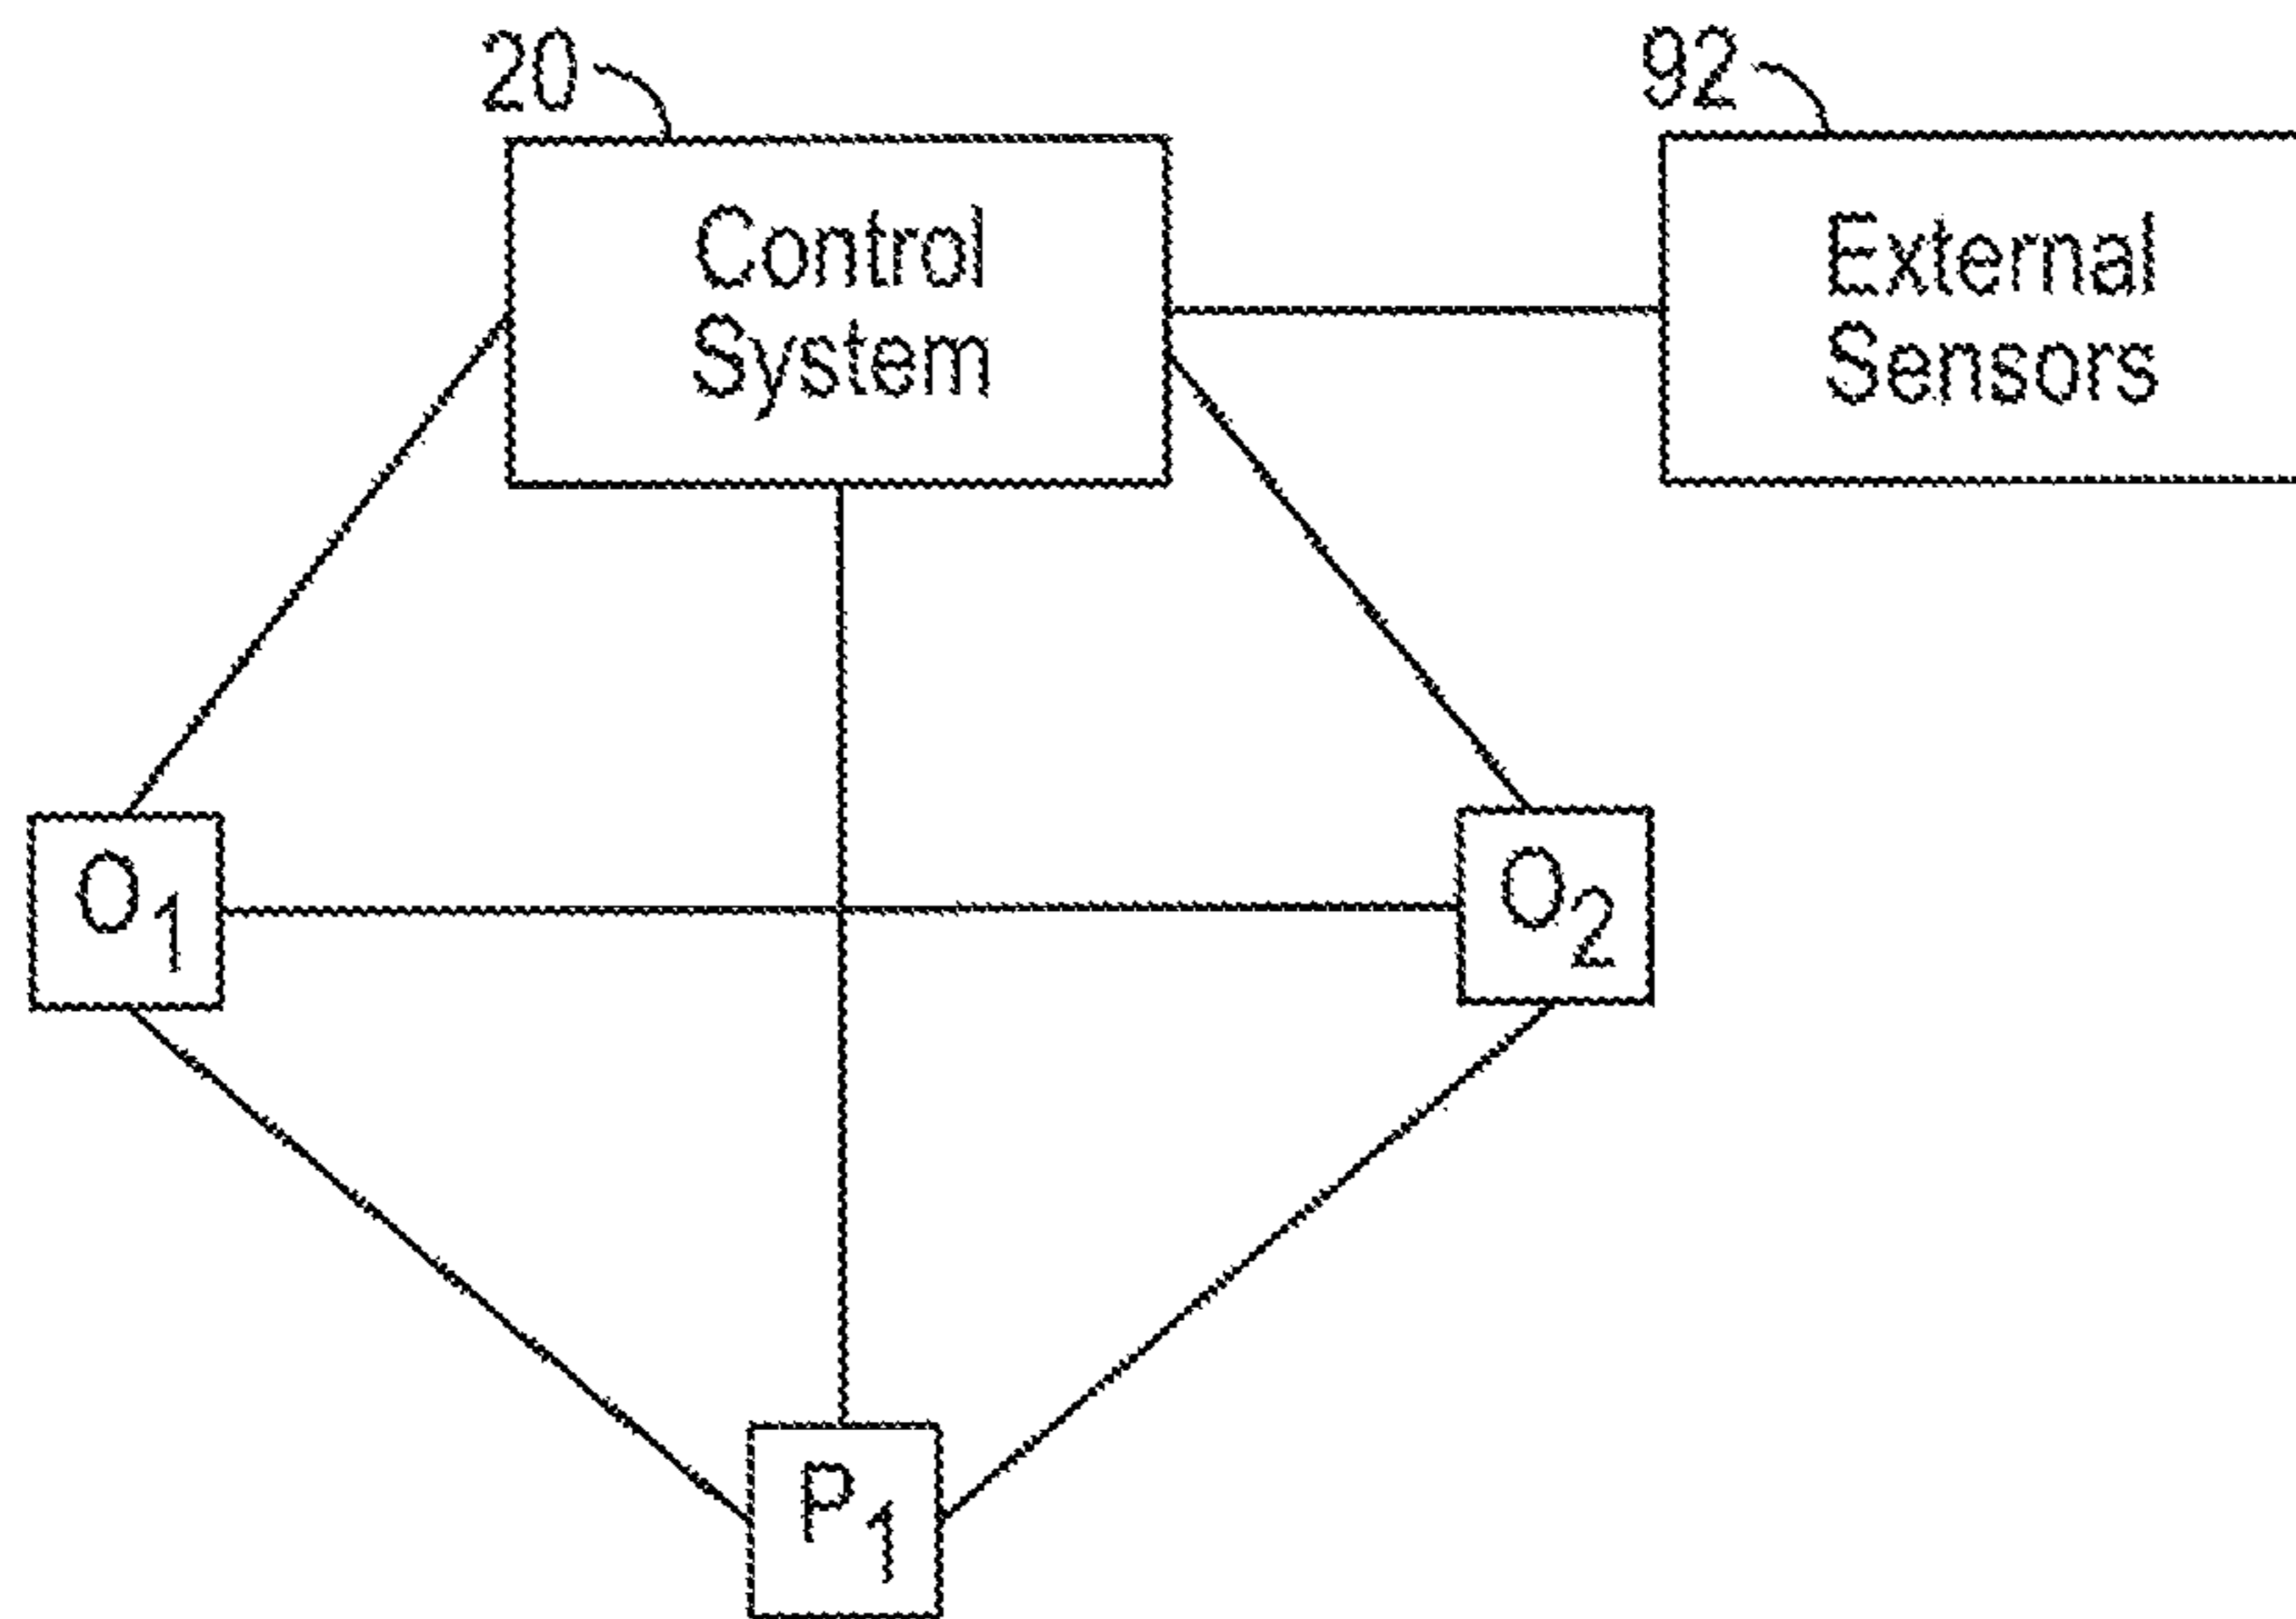 20
92
Control
System
External
Sensors
O1
O2
P1